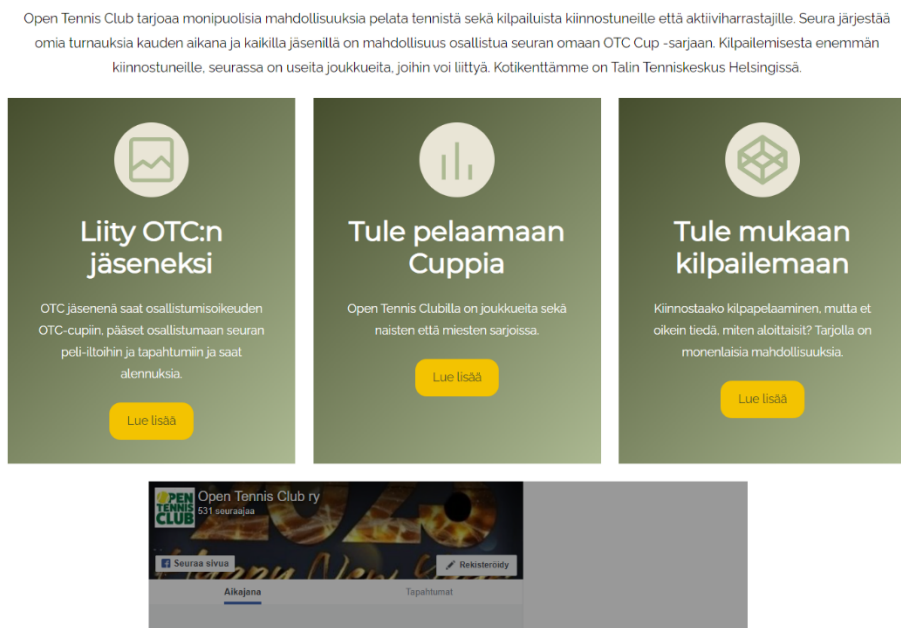 Open Tennis Club tarjoaa monipuolisia mahdollisuuksia pelata tennistä sekä kilpailuista kiinnostuneille että aktiiviharrastajille. Seura järjestää
omia turnauksia kauden aikana ja kaikilla jäsenillä on mahdollisuus osallistua seuran omaan OTC Cup -sarjaan. Kilpailemisesta enemmän
kiinnostuneille, seurassa on useita joukkueita, joihin voi liittyä. Kotikenttämme on Talin Tenniskeskus Helsingissä.
Liity OTC:n
jäseneksi
OTC jäsenenä saat osallistumisoikeuden
OTC-cupiin, pääset osallistumaan seuran
peli-iltoihin ja tapahtumiin ja saat
alennuksia.
Lue lisää
Tule pelaamaan
Cuppia
Open Tennis Clubilla on joukkueita sekä
naisten että miesten sarjoissa.
Lue lisää
Tule mukaan
kilpailemaan
Kiinnostaako kilpapelaaminen, mutta et
oikein tiedä, miten aloittaisit? Tarjolla on
monenlaisia mahdollisuuksia.
Lue lisää
OPEN
TENNIS
CLUB
Open Tennis Club ry
531 seuraajaa
2023
Happy New Year
Seuraa sivua
Rekisteröidy
Aikajana
Tapahtumat